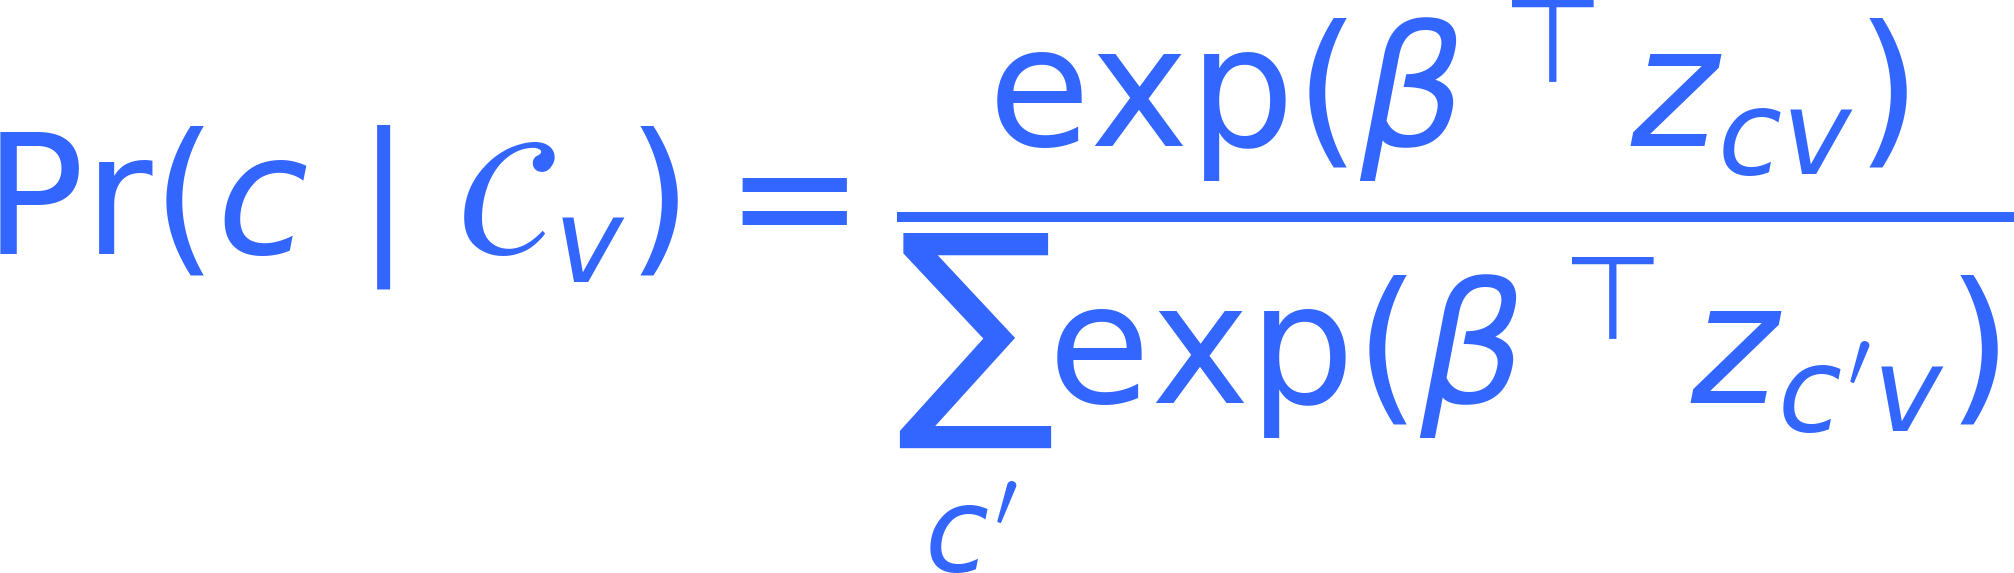 Pr(c | 𝒞_v) = exp(β^⊤ z_{cv}) / ∑_{c′} exp(β^⊤ z_{c′v})